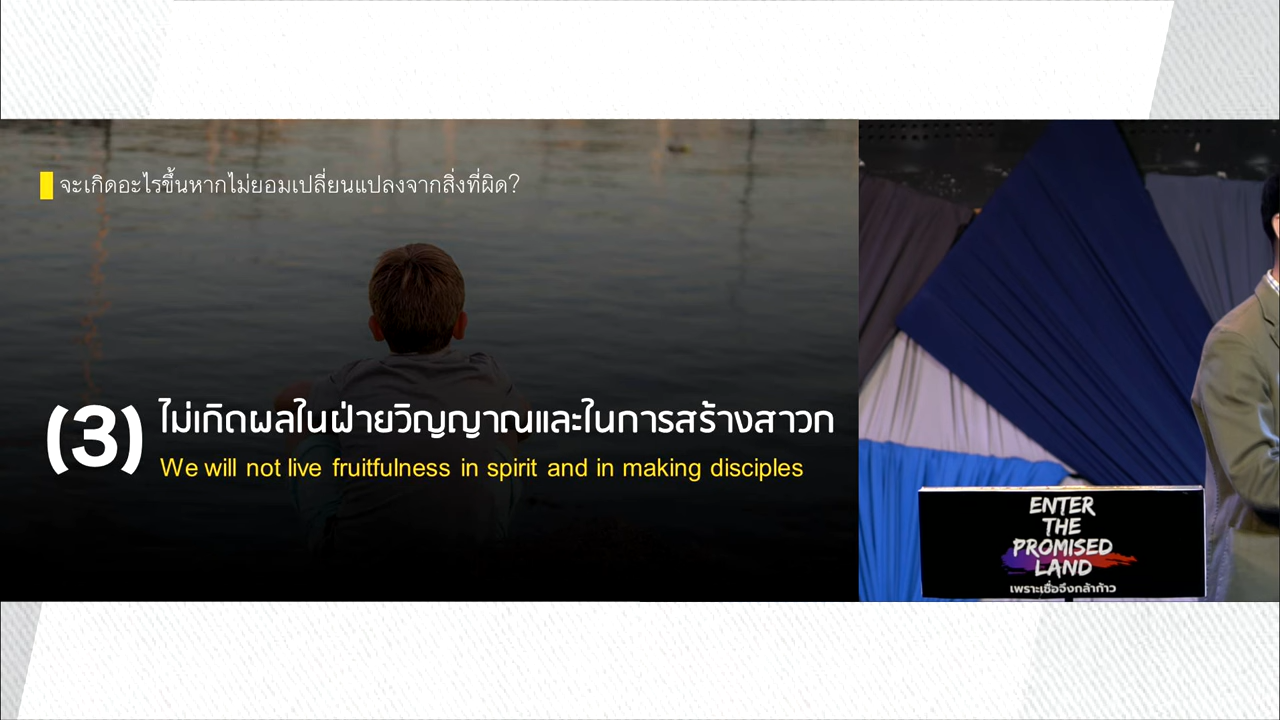 จะเกิดอะไรขึ้นหากไม่ยอมเปลี่ยนแปลงจากสิ่งที่ผิด?
(3) ไม่เกิดผลในฝ่ายวิญญาณและในการสร้างสาวก
We will not live fruitfulness in spirit and in making disciples
ENTER
THE
PROMISED
LAND
เพราะเชื่อจึงกล้าก้าว